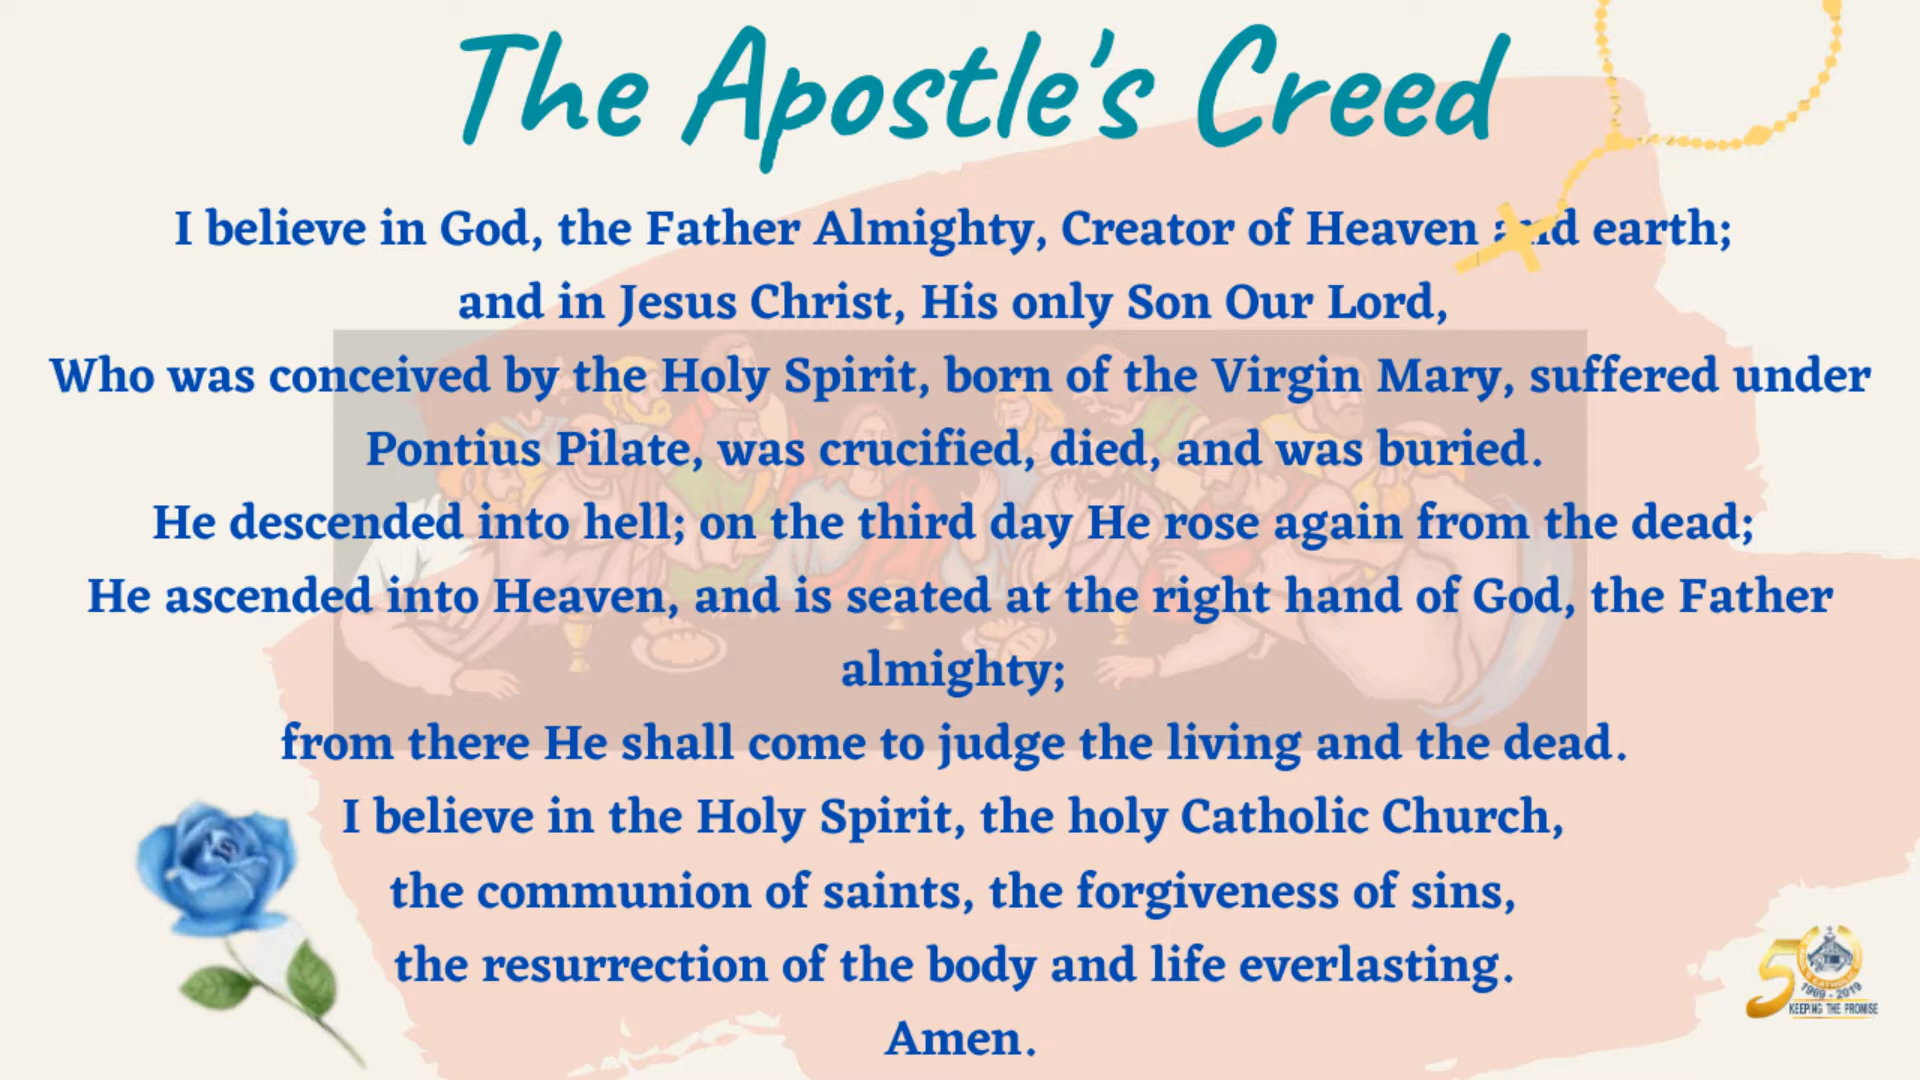 The Apostle's Creed
I believe in God, the Father Almighty, Creator of Heaven and earth;
and in Jesus Christ, His only Son Our Lord,
Who was conceived by the Holy Spirit, born of the Virgin Mary, suffered under
Pontius Pilate, was crucified, died, and was buried.
He descended into hell; on the third day He rose again from the dead;
He ascended into Heaven, and is seated at the right hand of God, the Father
almighty;
from there He shall come to judge the living and the dead.
I believe in the Holy Spirit, the holy Catholic Church,
the communion of saints, the forgiveness of sins,
the resurrection of the body and life everlasting.
Amen.
50
1969 - 2019
KEEPING THE PROMISE